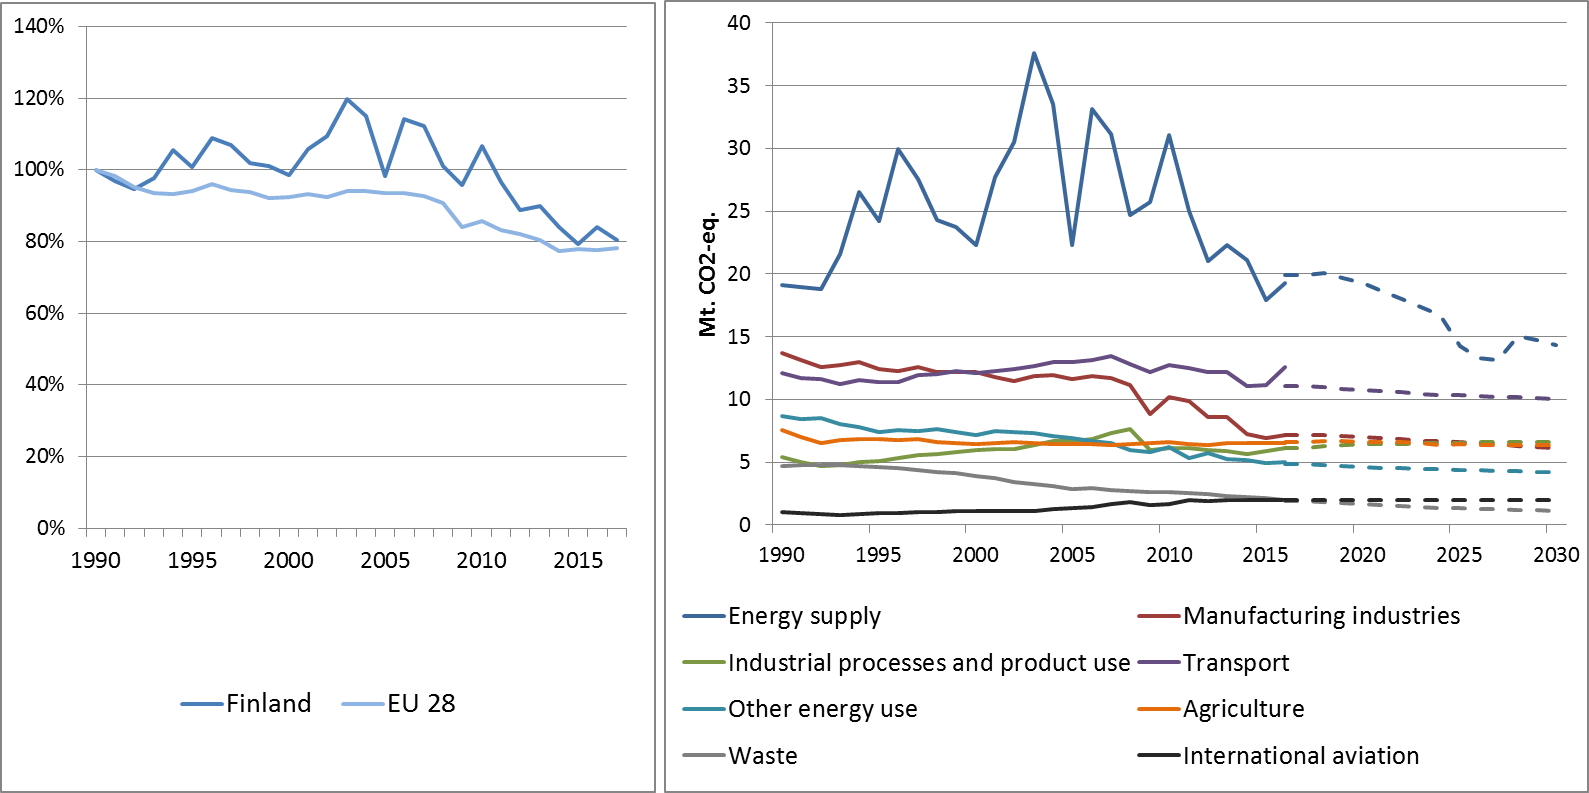 140%
120%
100%
80%
60%
40%
20%
0%
1990 1995 2000 2005 2010 2015
Finland EU 28
Mt. CO2-eq.
40
35
30
25
20
15
10
5
0
1990 1995 2000 2005 2010 2015 2020 2025 2030
Energy supply Manufacturing industries
Industrial processes and product use Transport
Other energy use Agriculture
Waste International aviation